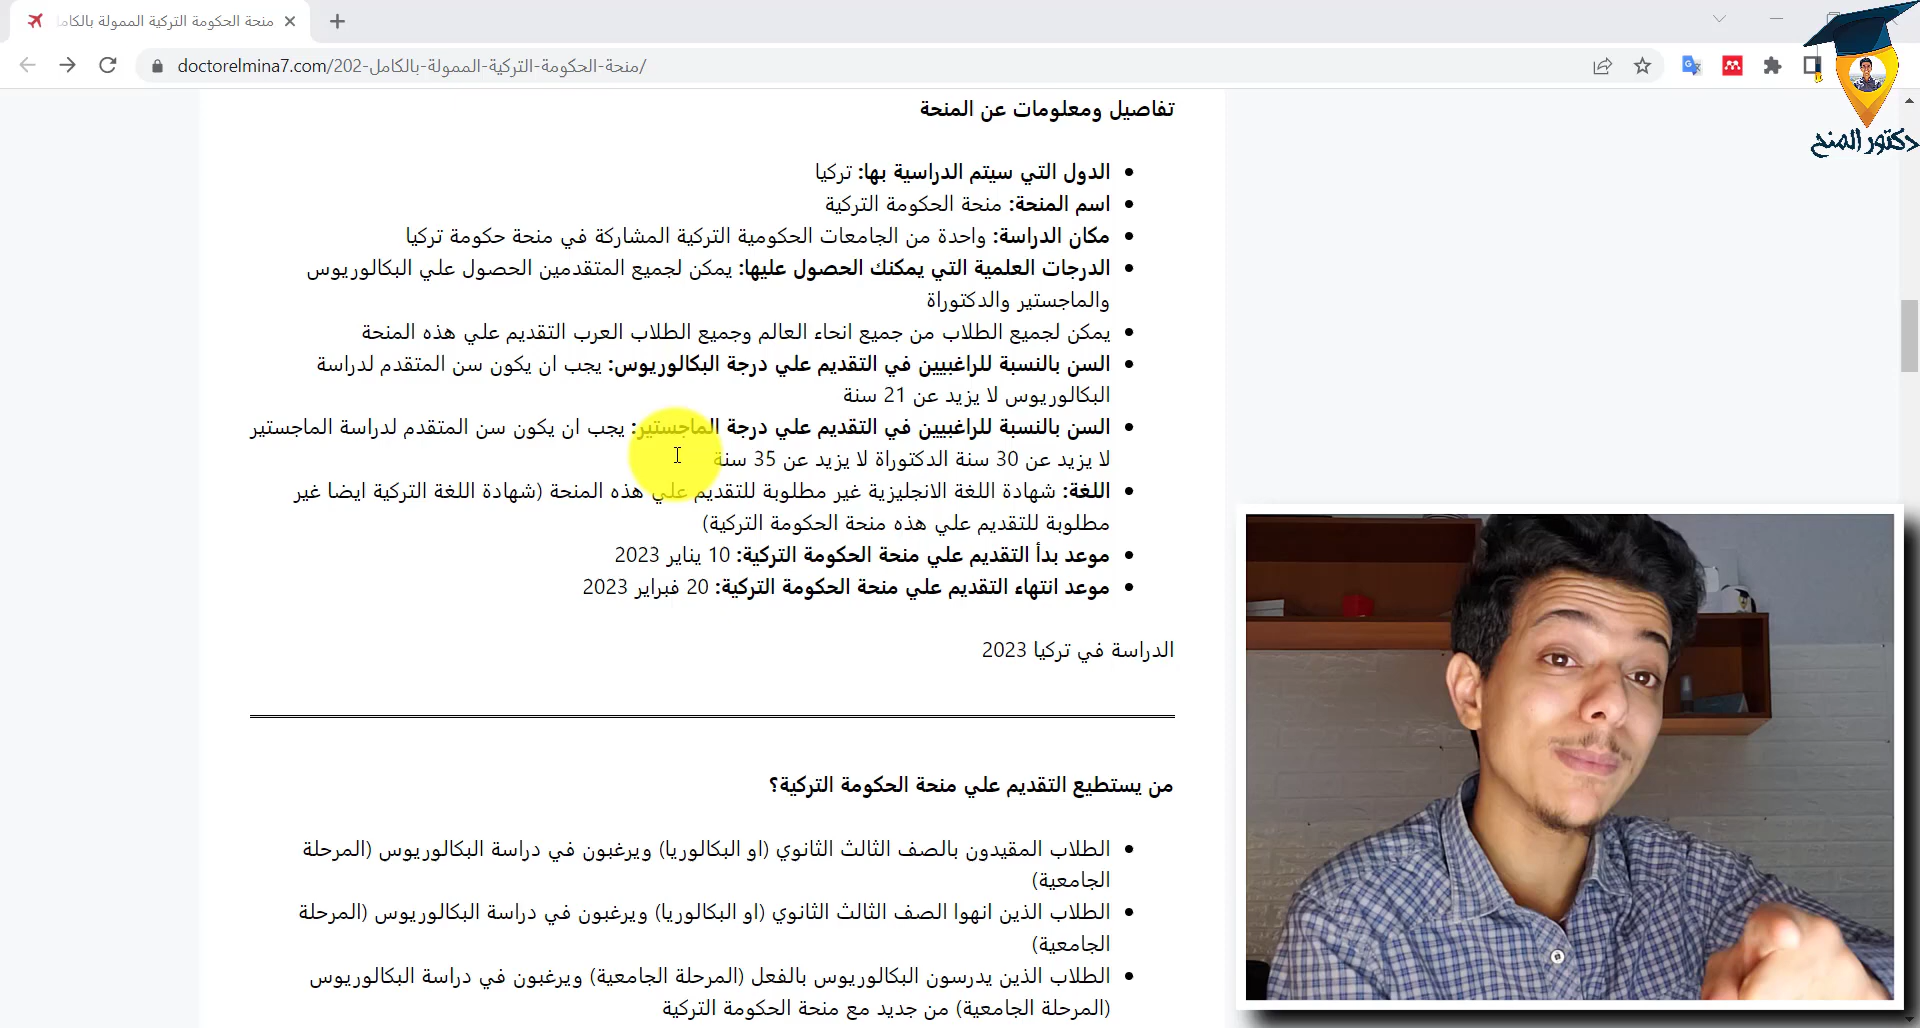 منحة الحكومة التركية الممولة بالكامل
doctorelmina7.com/202-منحة-الحكومة-التركية-الممولة-بالكامل/
دكتور المنح
تفاصيل ومعلومات عن المنحة
الدول التي سيتم الدراسية بها: تركيا
اسم المنحة: منحة الحكومة التركية
مكان الدراسة: واحدة من الجامعات الحكومية التركية المشاركة في منحة حكومة تركيا
الدرجات العلمية التي يمكنك الحصول عليها: يمكن لجميع المتقدمين الحصول علي البكالوريوس
والماجستير والدكتوراة
يمكن لجميع الطلاب من جميع انحاء العالم وجميع الطلاب العرب التقديم علي هذه المنحة
السن بالنسبة للراغبيين في التقديم علي درجة البكالوريوس: يجب ان يكون سن المتقدم لدراسة
البكالوريوس لا يزيد عن 21 سنة
السن بالنسبة للراغبيين في التقديم علي درجة الماجستير: يجب ان يكون سن المتقدم لدراسة الماجستير
لا يزيد عن 30 سنة الدكتوراة لا يزيد عن 35 سنة
اللغة: شهادة اللغة الانجليزية غير مطلوبة للتقديم علي هذه المنحة (شهادة اللغة التركية ايضا غير
مطلوبة للتقديم علي هذه منحة الحكومة التركية)
موعد بدأ التقديم علي منحة الحكومة التركية: 10 يناير 2023
موعد انتهاء التقديم علي منحة الحكومة التركية: 20 فبراير 2023
الدراسة في تركيا 2023
من يستطيع التقديم علي منحة الحكومة التركية؟
الطلاب المقيدون بالصف الثالث الثانوي (او البكالوريا) ويرغبون في دراسة البكالوريوس (المرحلة
الجامعية)
الطلاب الذين انهوا الصف الثالث الثانوي (او البكالوريا) ويرغبون في دراسة البكالوريوس (المرحلة
الجامعية)
الطلاب الذين يدرسون البكالوريوس بالفعل (المرحلة الجامعية) ويرغبون في دراسة البكالوريوس
(المرحلة الجامعية) من جديد مع منحة الحكومة التركية